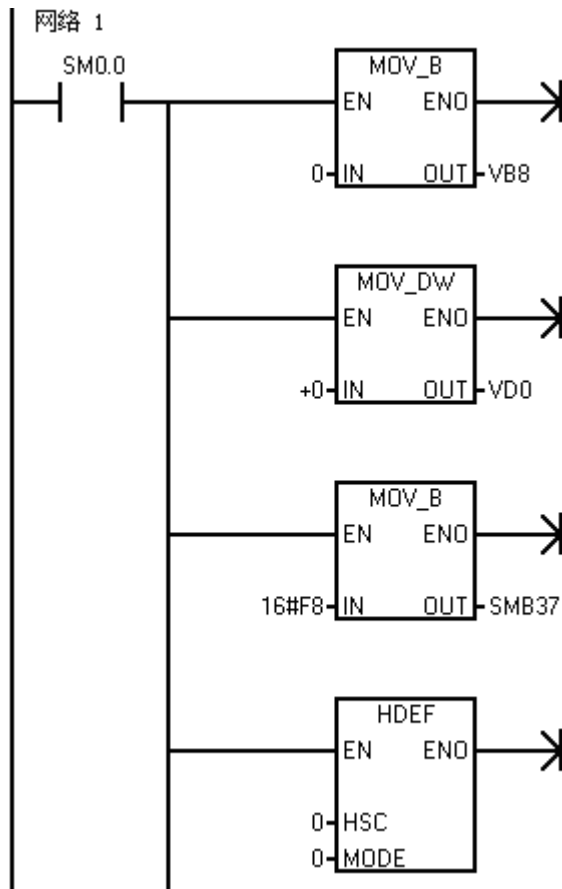 网络 1
SM0.0
MOV_B
EN ENO
0 IN OUT VB8
MOV_DW
EN ENO
+0 IN OUT VD0
MOV_B
EN ENO
16#F8 IN OUT SMB37
HDEF
EN ENO
0 HSC
0 MODE